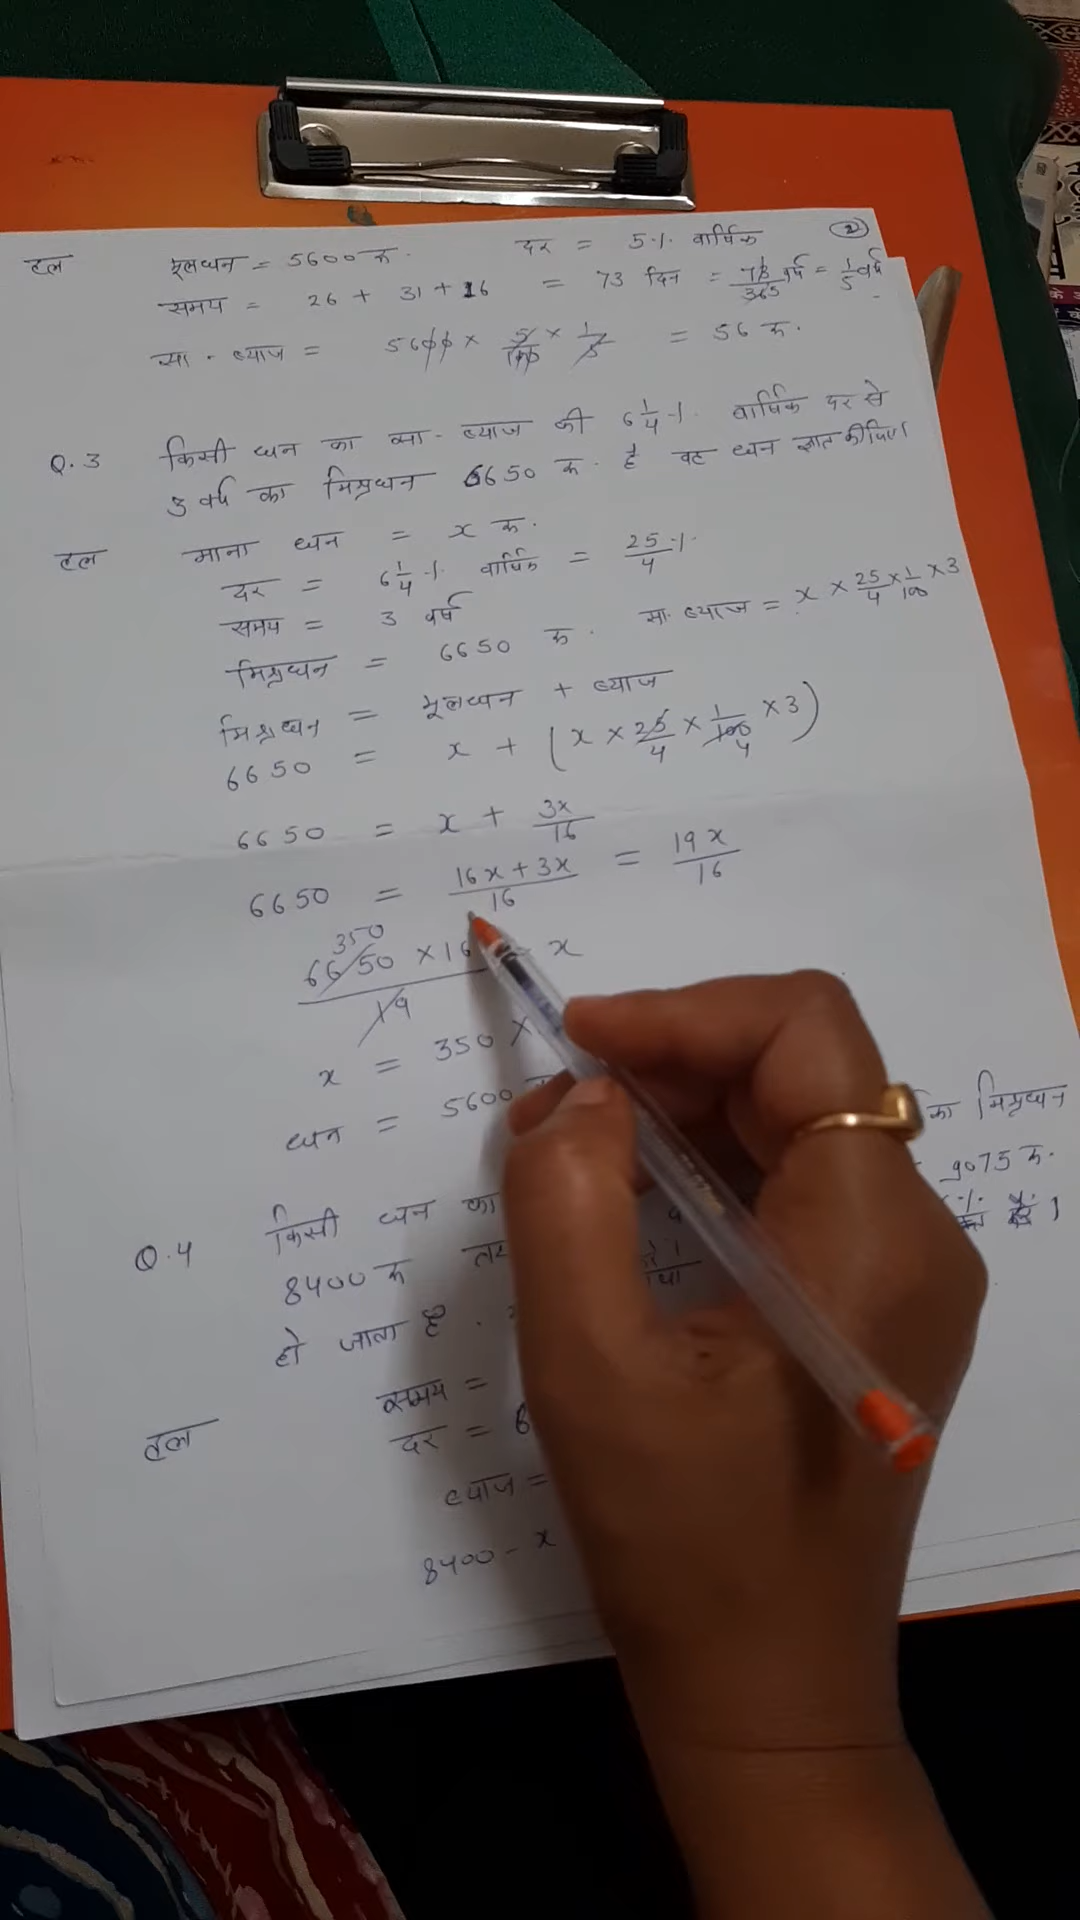 2
हल मूलधन = 5600 रु. दर = 5% वार्षिक
समय = 26 + 31 + 16 = 73 दिन = 73/365 वर्ष = 1/5 वर्ष
सा. ब्याज = 5600 × 5/100 × 1/5 = 56 रु.
Q.3 किसी धन का सा. ब्याज की 6 1/4 % वार्षिक दर से
3 वर्ष का मिश्रधन 6650 रु. है वह धन ज्ञात कीजिए।
हल माना धन = x रु.
दर = 6 1/4 % वार्षिक = 25/4 %
समय = 3 वर्ष
मिश्रधन = 6650 रु. सा. ब्याज = x × 25/4 × 1/100 × 3
मिश्रधन = मूलधन + ब्याज
6650 = x + (x × 25/4 × 1/100 4 × 3)
6650 = x + 3x/16
6650 = 16x + 3x/16 = 19x/16
350
6650 × 16/19 x
x = 350 ×
धन = 5600
Q.4 किसी धन का का मिश्रधन
8400 रु 9075 रु.
हो जाता है.
हल समय =
दर = 6
ब्याज =
8400 - x